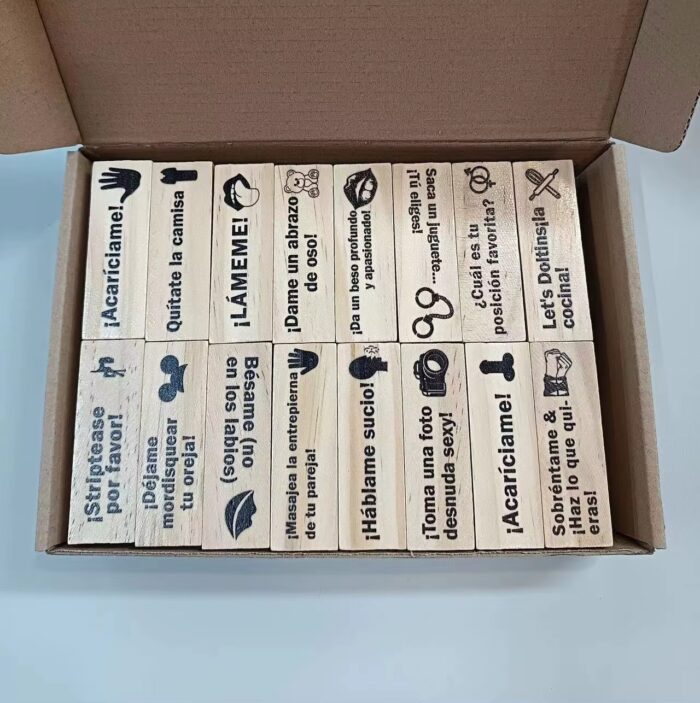 ¡Acaríciame!
Quítate la camisa
¡LÁMEME!
¡Dame un abrazo
de oso!
¡Da un beso profundo
y apasionado!
Saca un juguete...
¡Tú eliges!
¿Cuál es tu
posición favorita?
Let's Doltins¡la
cocina!
¡Striptease
por favor!
¡Déjame
mordisquear
tu oreja!
Bésame (no
en los labios)
¡Masajea la entrepierna
de tu pareja!
¡Háblame sucio!
¡Toma una foto
desnuda sexy!
¡Acaríciame!
Sobréntame &
¡Haz lo que qui-
eras!